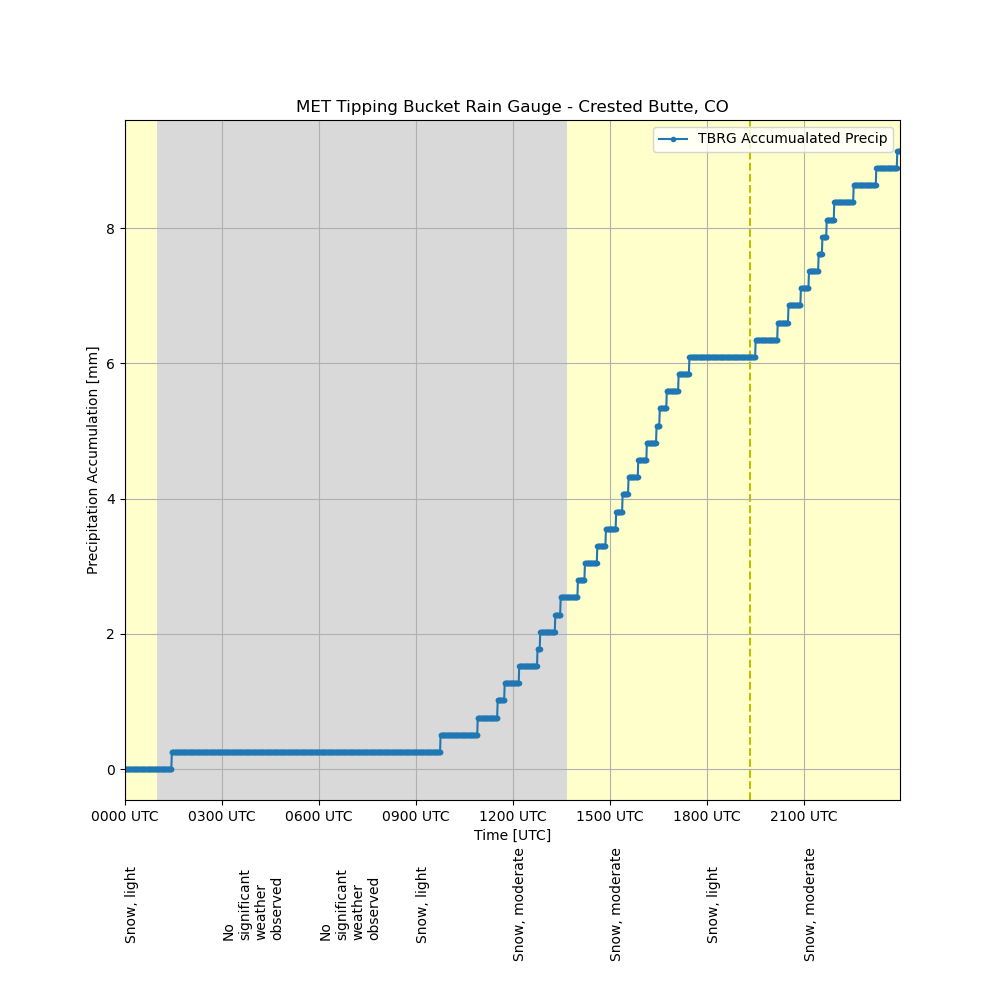 MET Tipping Bucket Rain Gauge - Crested Butte, CO
TBRG Accumualated Precip
8
6
4
2
0
Precipitation Accumulation [mm]
0000 UTC 0300 UTC 0600 UTC 0900 UTC 1200 UTC 1500 UTC 1800 UTC 2100 UTC
Time [UTC]
Snow, light
No
significant
weather
observed
No
significant
weather
observed
Snow, light
Snow, moderate
Snow, moderate
Snow, light
Snow, moderate